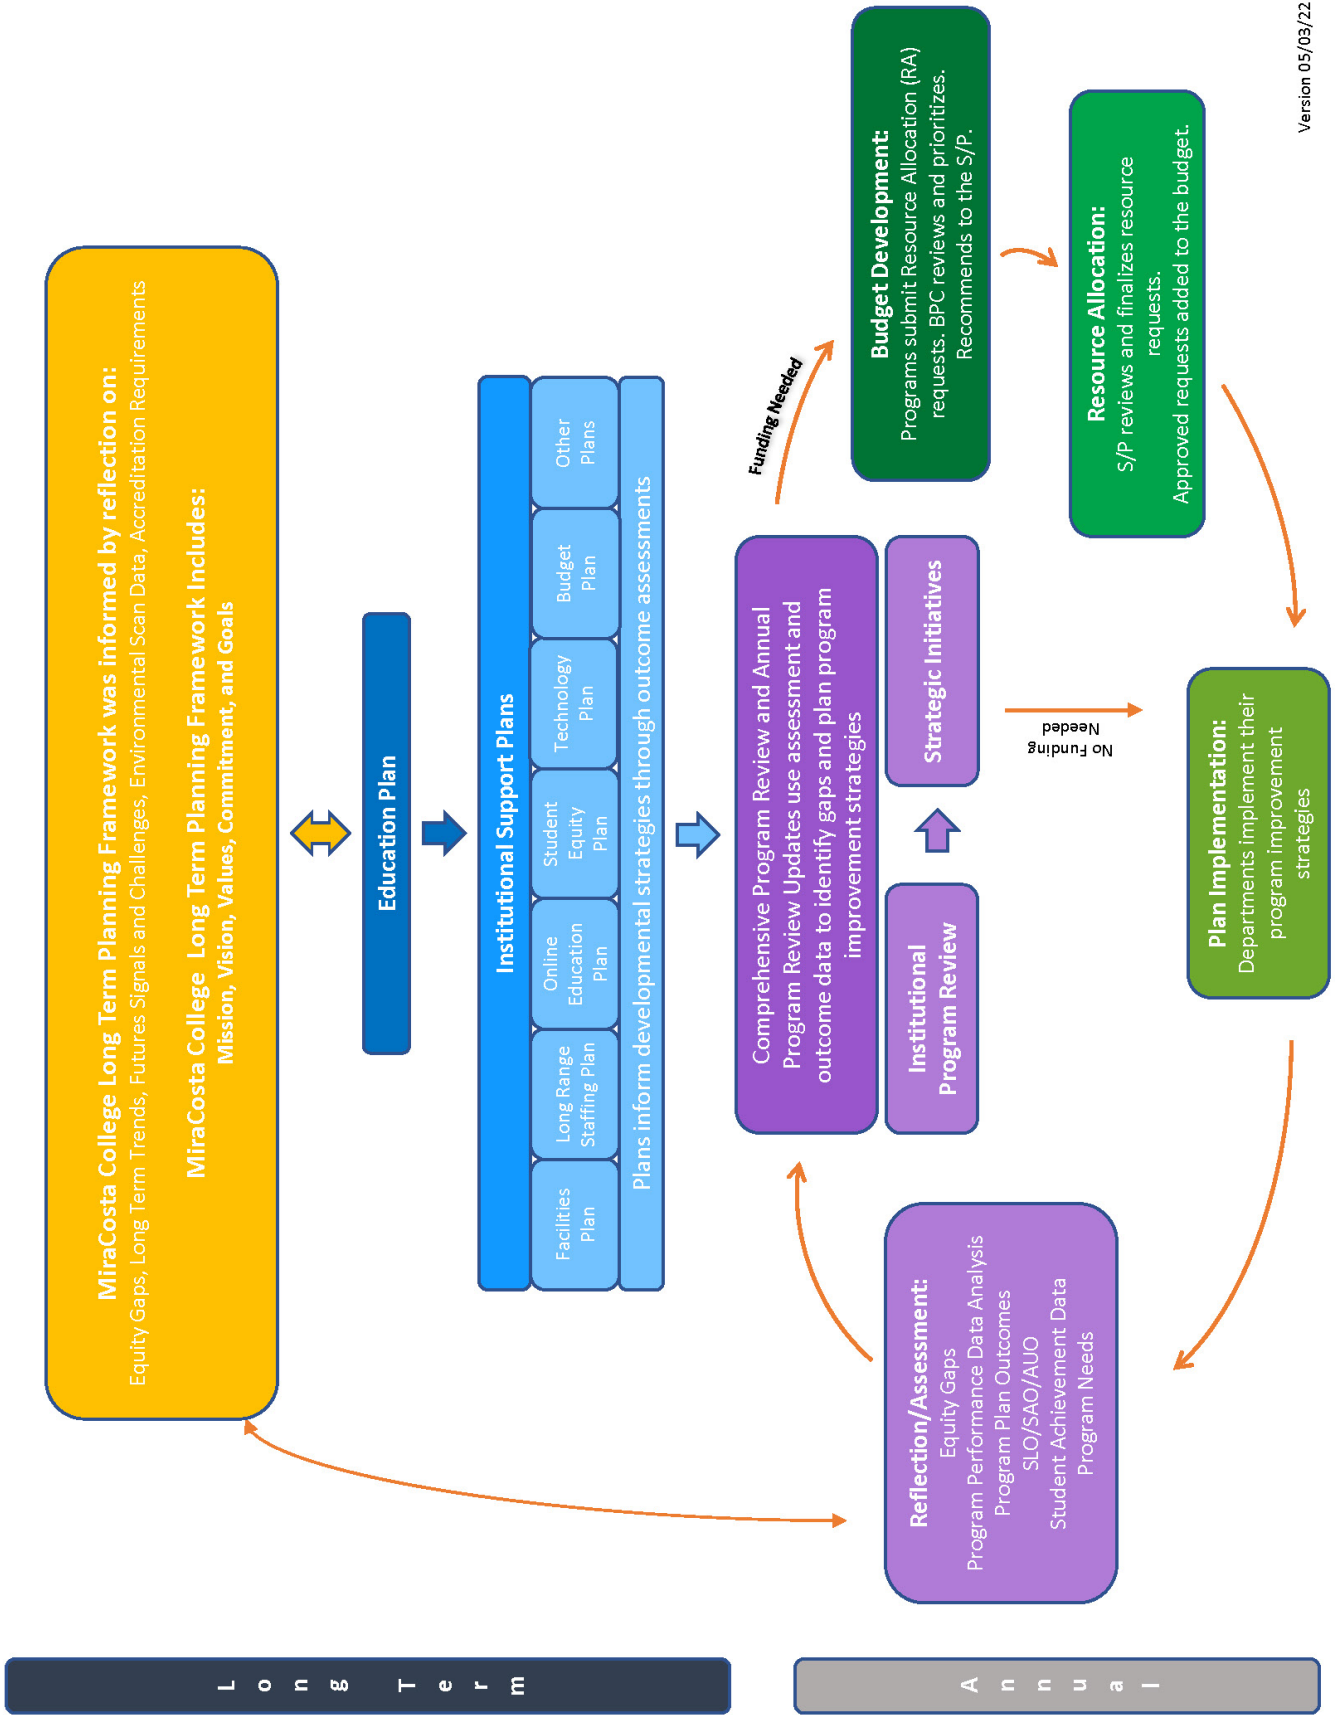 Long Term
MiraCosta College Long Term Planning Framework was informed by reflection on:
Equity Gaps, Long Term Trends, Futures Signals and Challenges, Environmental Scan Data, Accreditation Requirements
MiraCosta College Long Term Planning Framework Includes:
Mission, Vision, Values, Commitment, and Goals
Education Plan
Institutional Support Plans
Facilities
Plan
Long Range
Staffing Plan
Online
Education
Plan
Student
Equity
Plan
Technology
Plan
Budget
Plan
Other
Plans
Plans inform developmental strategies through outcome assessments
Annual
Comprehensive Program Review and Annual
Program Review Updates use assessment and
outcome data to identify gaps and plan program
improvement strategies
Institutional
Program Review
Strategic Initiatives
Funding Needed
Budget Development:
Programs submit Resource Allocation (RA)
requests. BPC reviews and prioritizes.
Recommends to the S/P.
Resource Allocation:
S/P reviews and finalizes resource
requests.
Approved requests added to the budget.
No Funding
Needed
Plan Implementation:
Departments implement their
program improvement
strategies
Reflection/Assessment:
Equity Gaps
Program Performance Data Analysis
Program Plan Outcomes
SLO/SAO/AUO
Student Achievement Data
Program Needs
Version 05/03/22